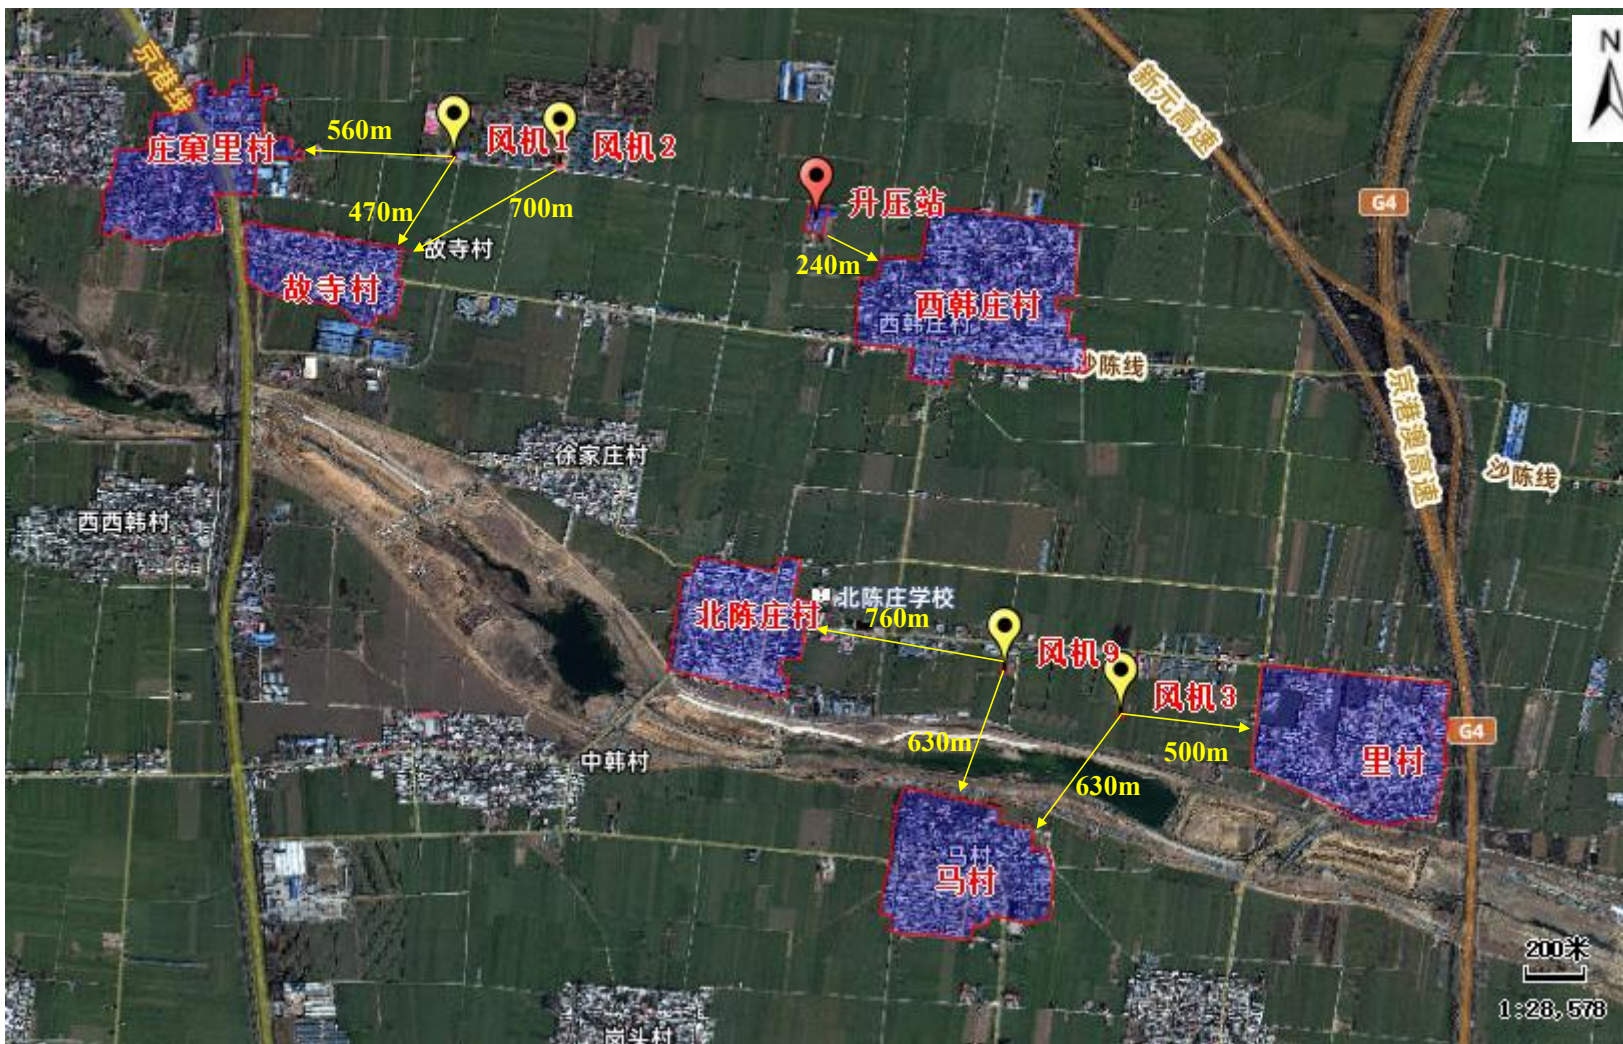 N
京港线
新元高速
560m
庄窠里村
风机1
风机2
G4
470m
700m
升压站
故寺村
240m
故寺村
西韩庄村
西韩庄村
沙陈线
京港澳高速
徐家庄村
沙陈线
西西韩村
北陈庄学校
北陈庄村
760m
风机9
风机3
630m
500m
G4
中韩村
里村
630m
马村
马村
200米
1:28,578
岗头村